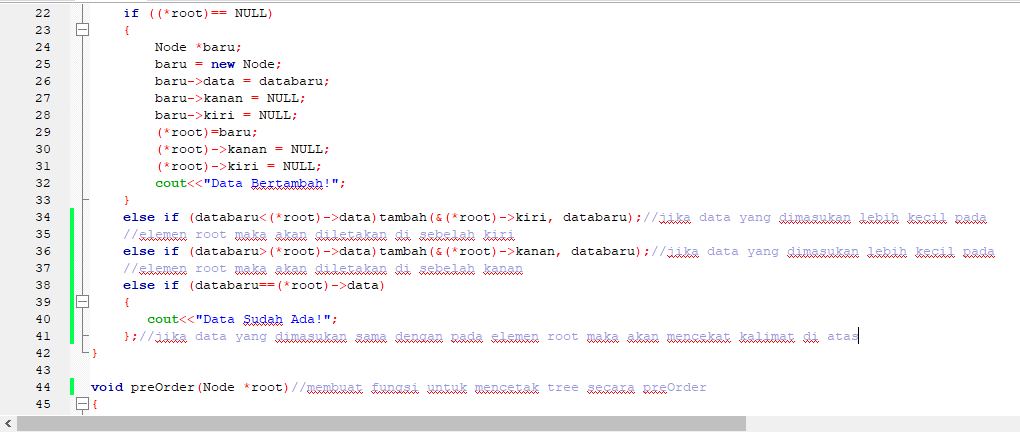 22 if ((*root)== NULL)
23 {
24 Node *baru;
25 baru = new Node;
26 baru->data = databaru;
27 baru->kanan = NULL;
28 baru->kiri = NULL;
29 (*root)=baru;
30 (*root)->kanan = NULL;
31 (*root)->kiri = NULL;
32 cout<<"Data Bertambah!";
33 }
34 else if (databaru<(*root)->data)tambah(&(*root)->kiri, databaru);//jika data yang dimasukan lebih kecil pada
35 //elemen root maka akan diletakan di sebelah kiri
36 else if (databaru>(*root)->data)tambah(&(*root)->kanan, databaru);//jika data yang dimasukan lebih kecil pada
37 //elemen root maka akan diletakan di sebelah kanan
38 else if (databaru==(*root)->data)
39 {
40 cout<<"Data Sudah Ada!";
41 };//jika data yang dimasukan sama dengan pada elemen root maka akan mencekat kalimat di atas
42 }
43
44 void preOrder(Node *root)//membuat fungsi untuk mencetak tree secara preOrder
45 {